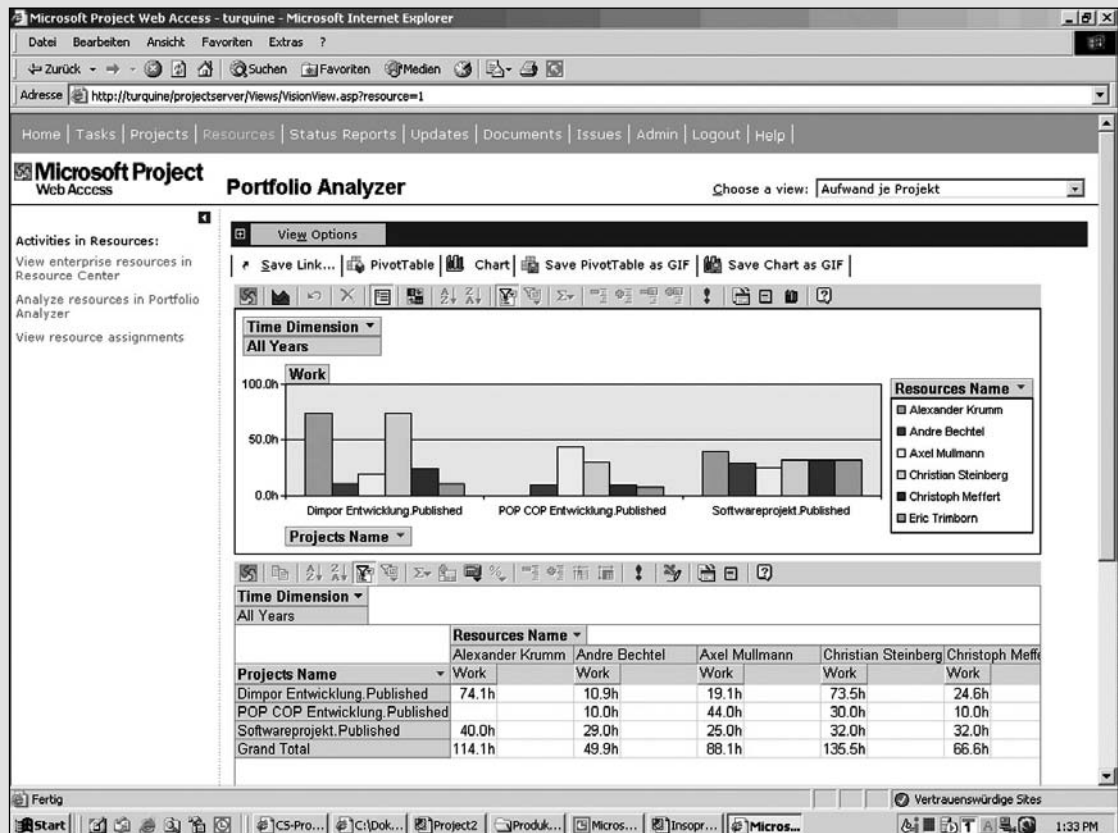 Microsoft Project Web Access - turquine - Microsoft Internet Explorer
Datei Bearbeiten Ansicht Favoriten Extras ?
Zurück Suchen Favoriten Medien
Adresse http://turquine/projectserver/Views/VisionView.asp?resource=1
Home | Tasks | Projects | Resources | Status Reports | Updates | Documents | Issues | Admin | Logout | Help |
Microsoft Project
Web Access
Portfolio Analyzer
Choose a view: Aufwand je Projekt
Activities in Resources:
View enterprise resources in
Resource Center
Analyze resources in Portfolio
Analyzer
View resource assignments
View Options
Save Link... PivotTable Chart Save PivotTable as GIF Save Chart as GIF
Time Dimension
All Years
Work
100.0h
50.0h
0.0h
Dimpor Entwicklung.Published POP COP Entwicklung.Published Softwareprojekt.Published
Projects Name
Resources Name
Alexander Krumm
Andre Bechtel
Axel Mullmann
Christian Steinberg
Christoph Meffert
Eric Trimborn
Time Dimension
All Years
Resources Name
Alexander Krumm Andre Bechtel Axel Mullmann Christian Steinberg Christoph Meffe
Projects Name Work Work Work Work Work
Dimpor Entwicklung.Published 74.1h 10.9h 19.1h 73.5h 24.6h
POP COP Entwicklung.Published 10.0h 44.0h 30.0h 10.0h
Softwareprojekt.Published 40.0h 29.0h 25.0h 32.0h 32.0h
Grand Total 114.1h 49.9h 88.1h 135.5h 66.6h
Fertig Vertrauenswürdige Sites
Start CS-Pro... C:\Dok... Project2 Produk... Micros... Insopr... Micros... 1:33 PM